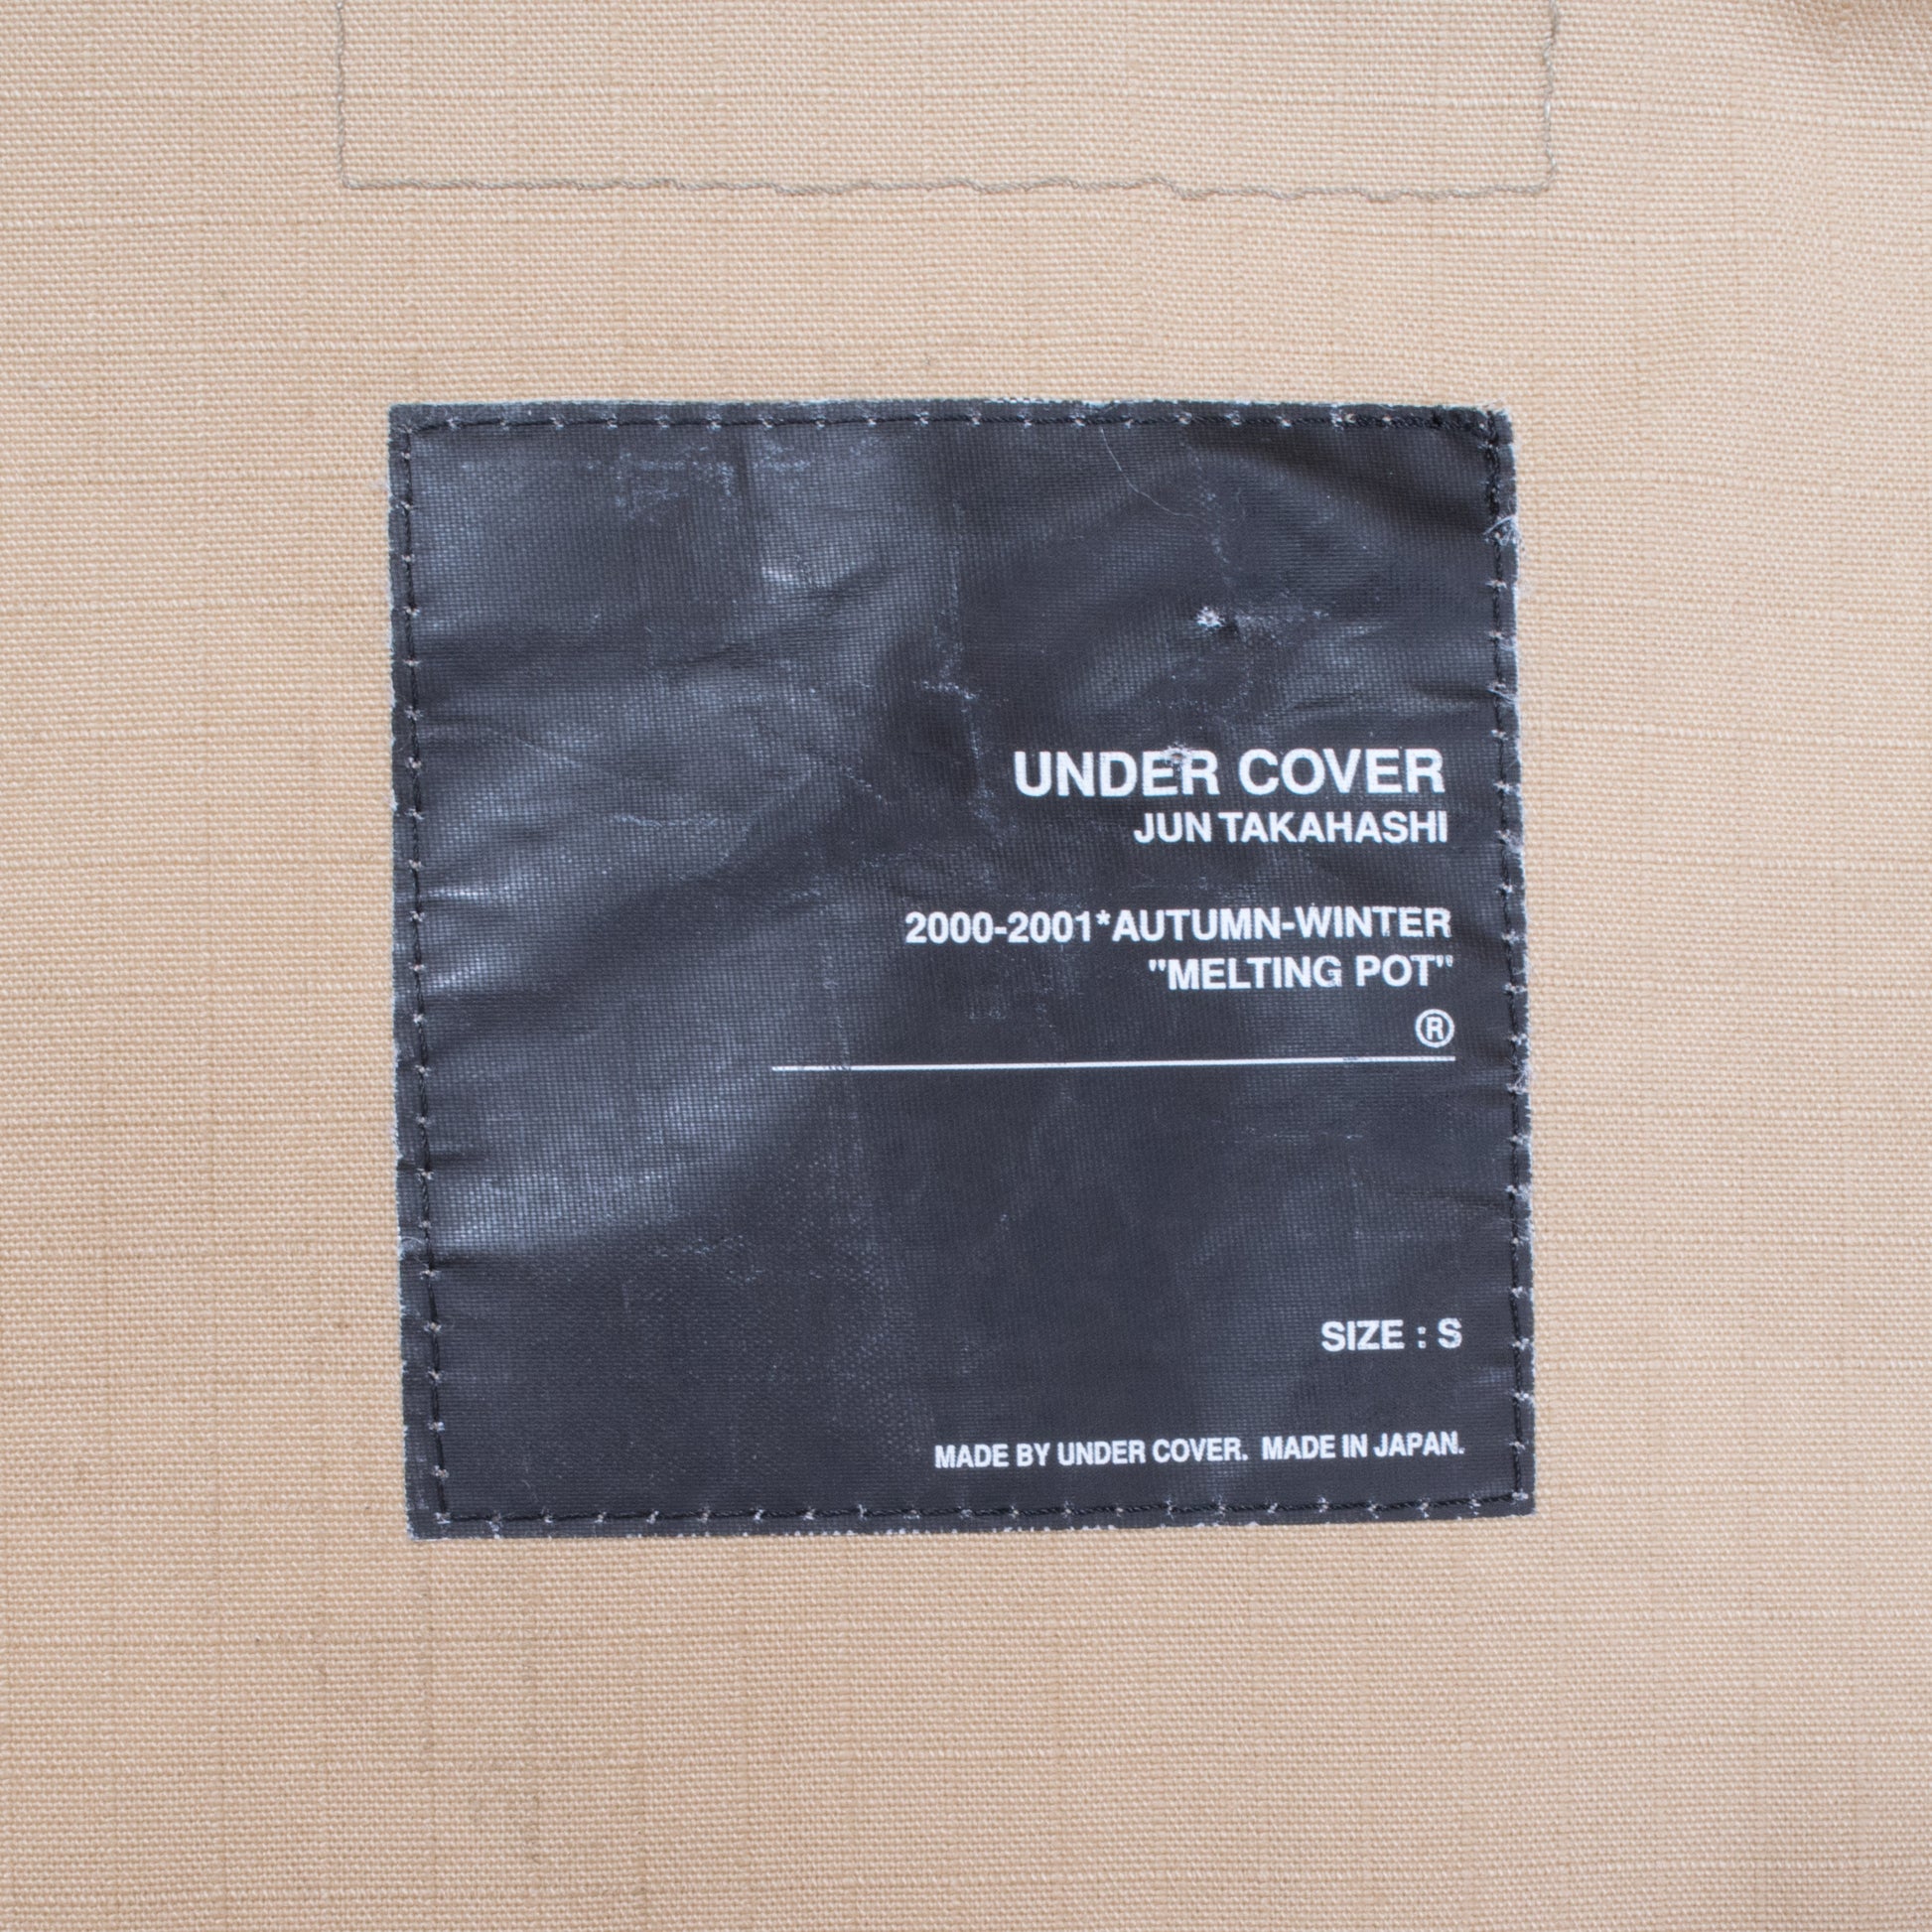 UNDER COVER
JUN TAKAHASHI
2000-2001*AUTUMN-WINTER
"MELTING POT"
®
SIZE : S
MADE BY UNDER COVER. MADE IN JAPAN.